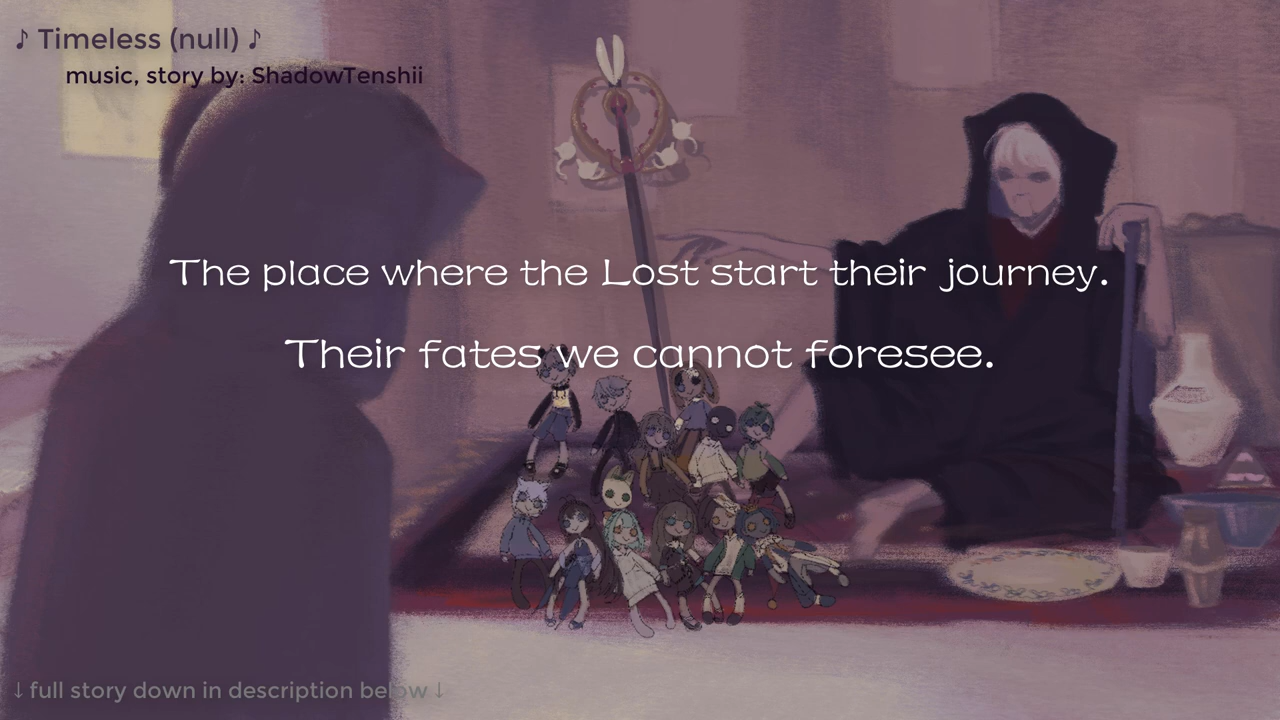 ♪ Timeless (null) ♪
music, story by: ShadowTenshii
The place where the Lost start their journey.
Their fates we cannot foresee.
↓ full story down in description below ↓